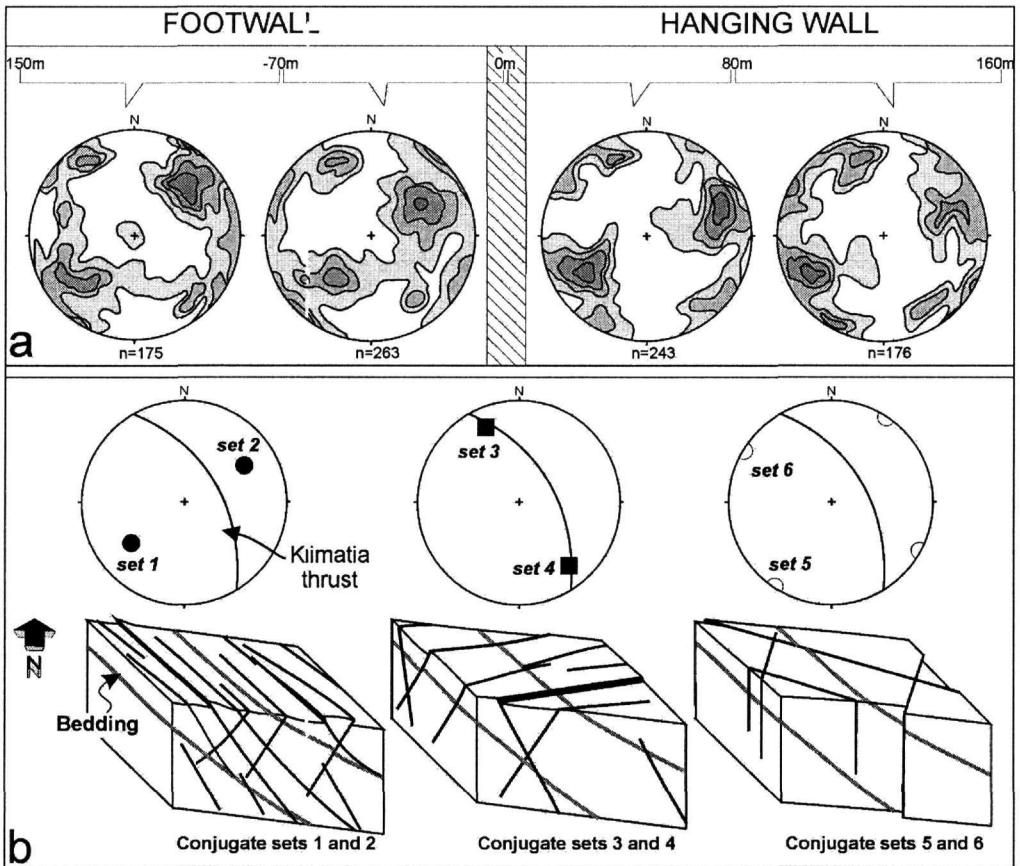 FOOTWALL HANGING WALL
150m -70m 0m 80m 160m
N N N N
n=175 n=263 n=243 n=176
a
N N N
set 2
set 1
Klimatia
thrust
set 3
set 4
set 6
set 5
N
Bedding
Conjugate sets 1 and 2 Conjugate sets 3 and 4 Conjugate sets 5 and 6
b